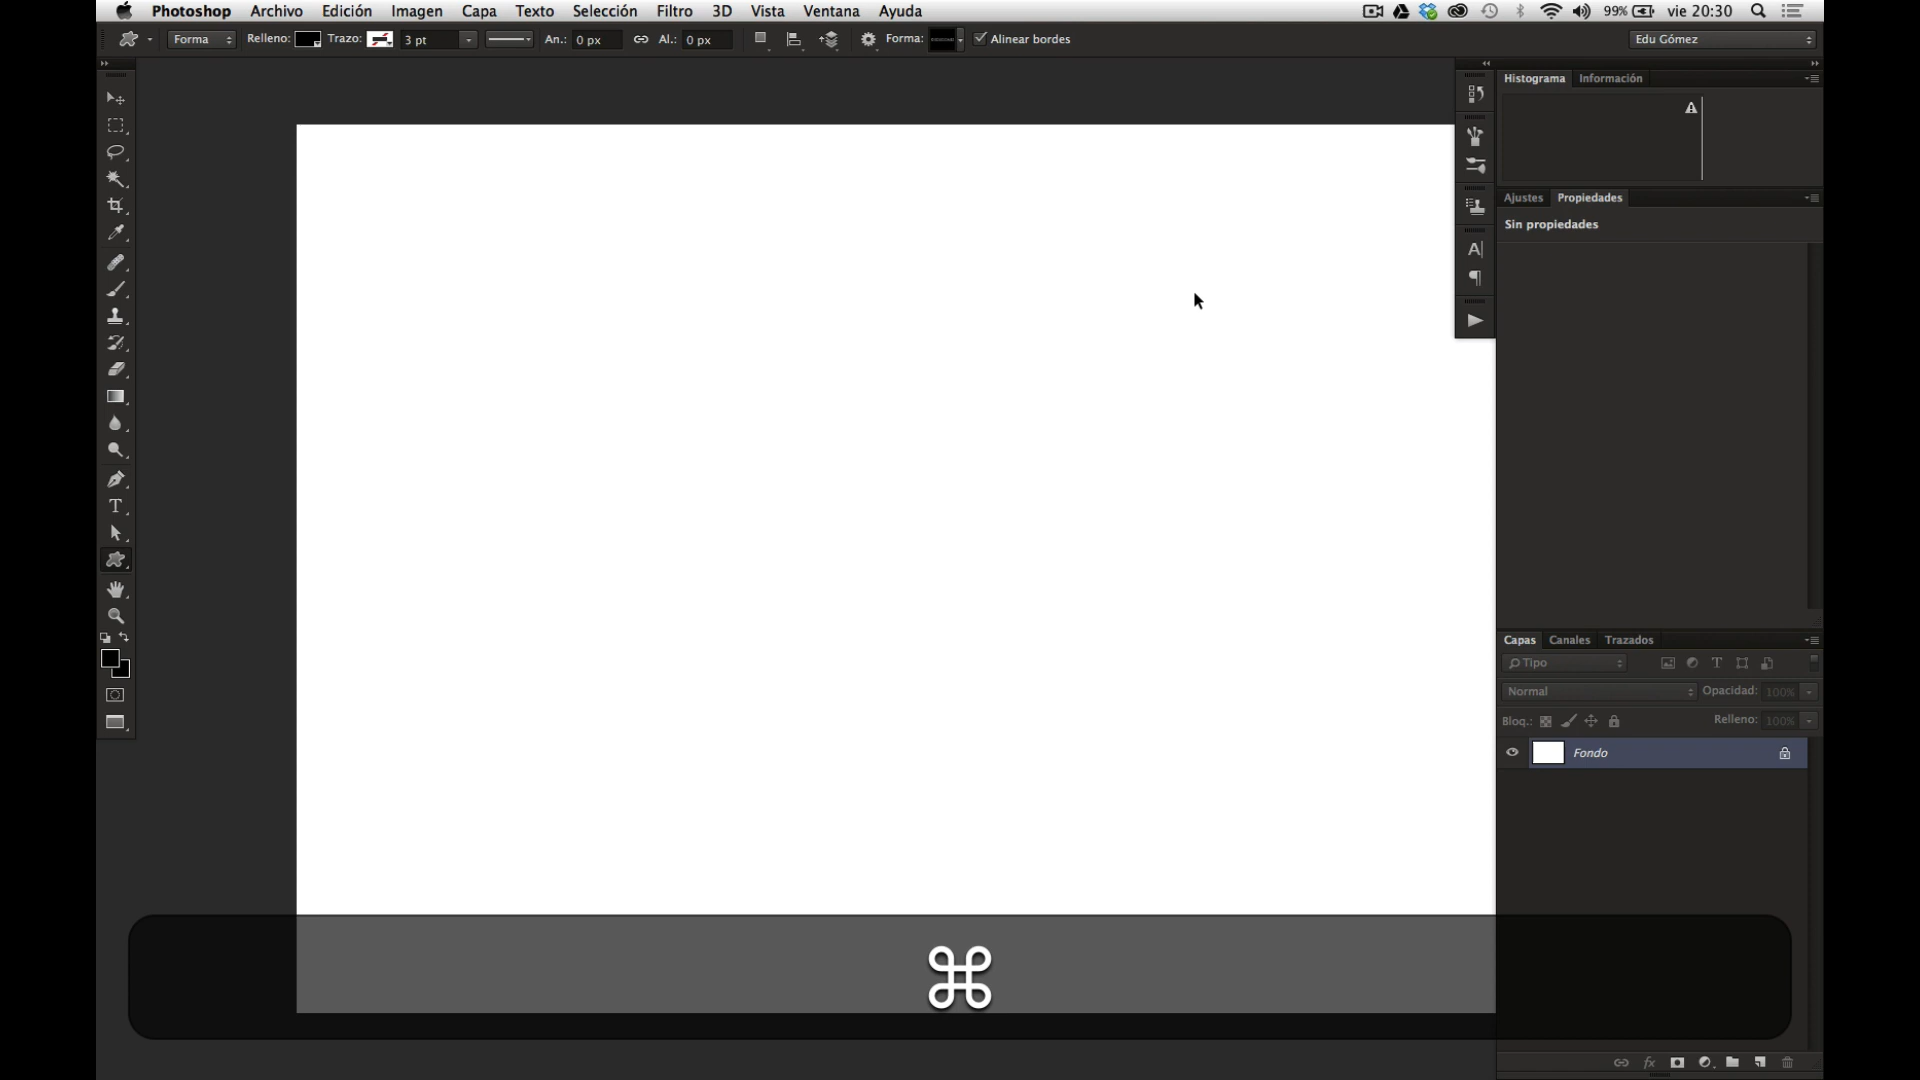 Photoshop Archivo Edición Imagen Capa Texto Selección Filtro 3D Vista Ventana Ayuda 99% vie 20:30
Forma Relleno: Trazo: 3 pt An.: 0 px Al.: 0 px Forma: Alinear bordes Edu Gómez
Histograma Información
Ajustes Propiedades
Sin propiedades
Capas Canales Trazados
Tipo
Normal Opacidad: 100%
Bloq.: Relleno: 100%
Fondo
⌘